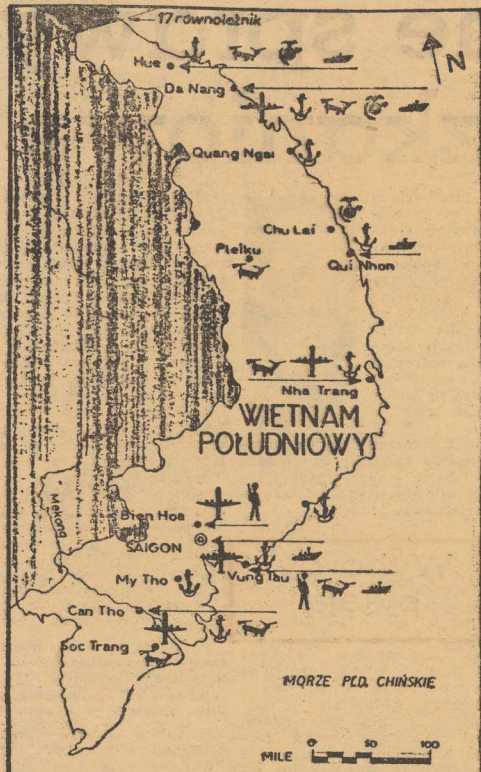 17 równoleżnik
N
Hue
Da Nang
Quang Ngai
Chu Lai
Pleiku
Qui Nhon
Nha Trang
WIETNAM
POŁUDNIOWY
Bien Hoa
Mekong
SAIGON
My Tho
Vung Tau
Can Tho
Soc Trang
MORZE PŁD. CHIŃSKIE
MILE 0 50 100